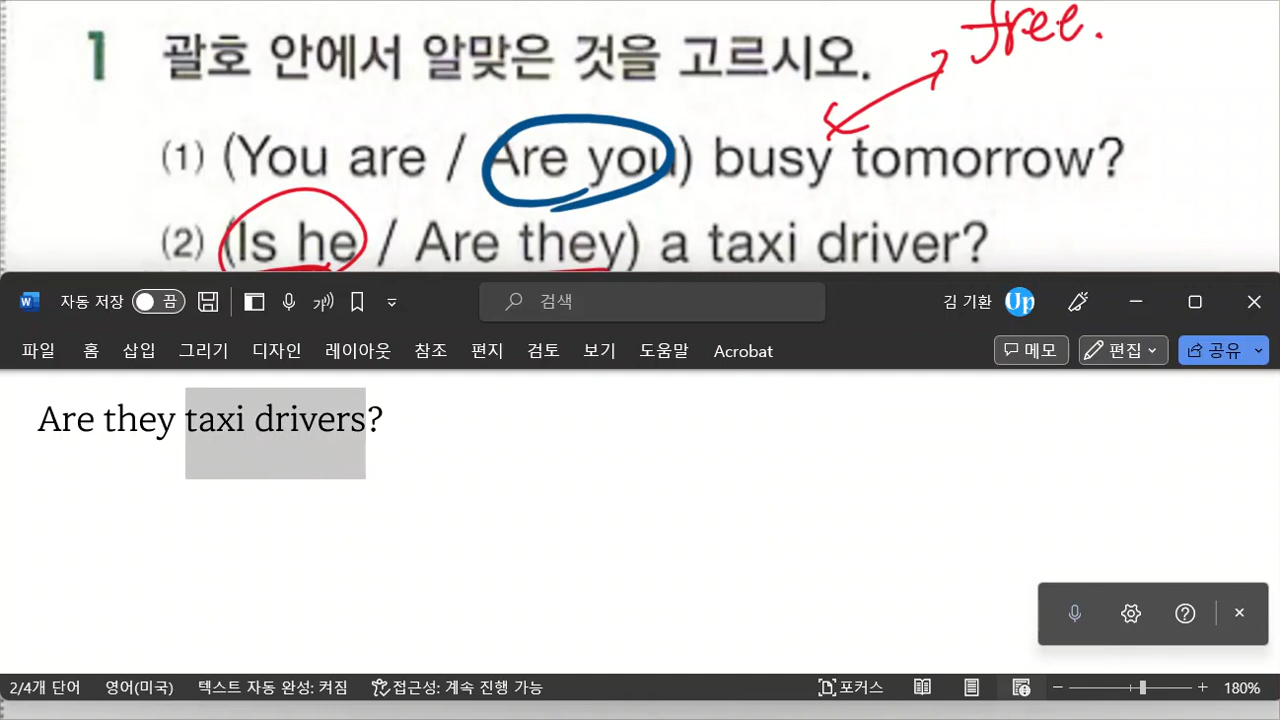 free.
1 괄호 안에서 알맞은 것을 고르시오.
(1) (You are / Are you) busy tomorrow?
(2) (Is he / Are they) a taxi driver?
자동 저장 끔 검색 김 기환 Up
파일 홈 삽입 그리기 디자인 레이아웃 참조 편지 검토 보기 도움말 Acrobat 메모 편집 공유
Are they taxi drivers?
2/4개 단어 영어(미국) 텍스트 자동 완성: 켜짐 접근성: 계속 진행 가능 포커스 180%